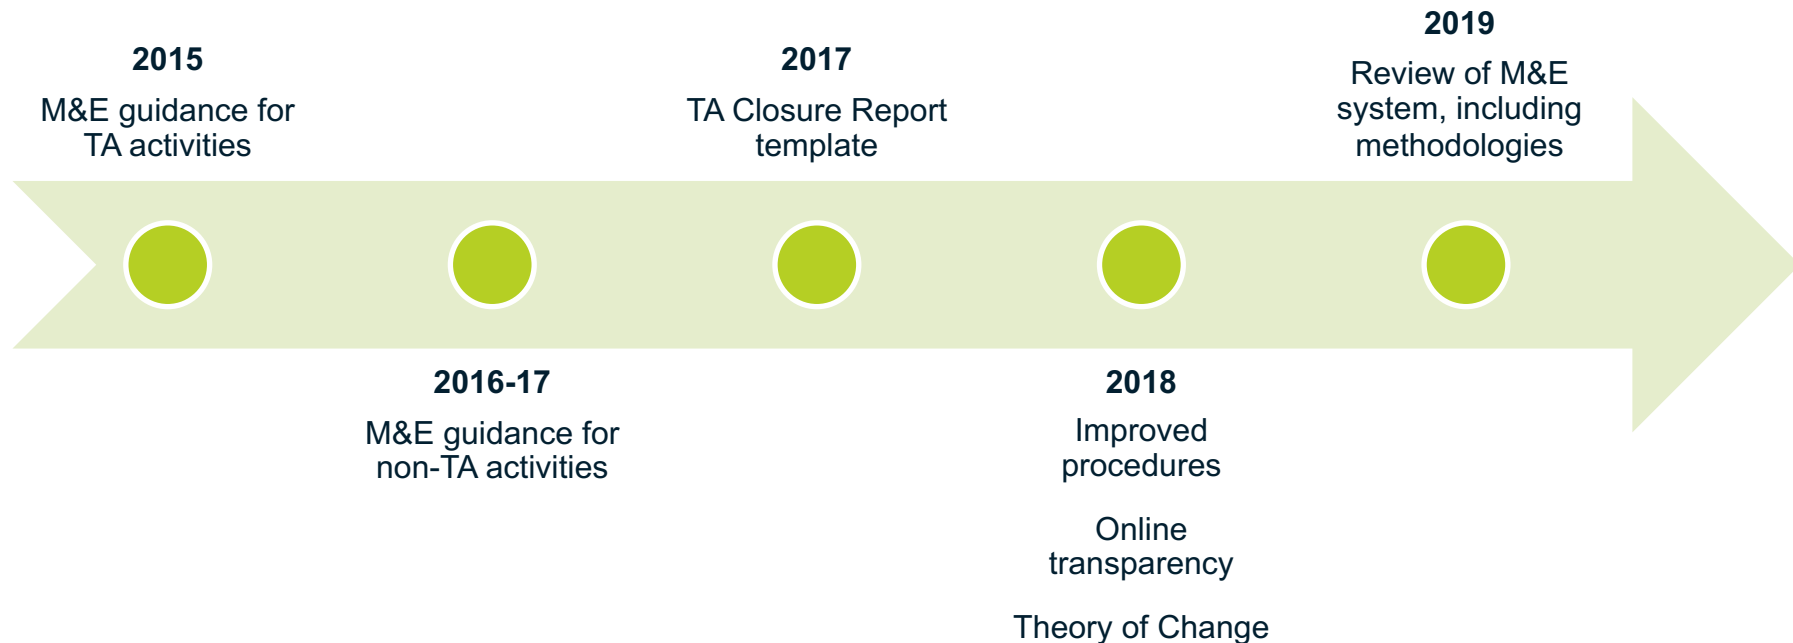 2015
M&E guidance for
TA activities
2016-17
M&E guidance for
non-TA activities
2017
TA Closure Report
template
2018
Improved
procedures
Online
transparency
Theory of Change
2019
Review of M&E
system, including
methodologies